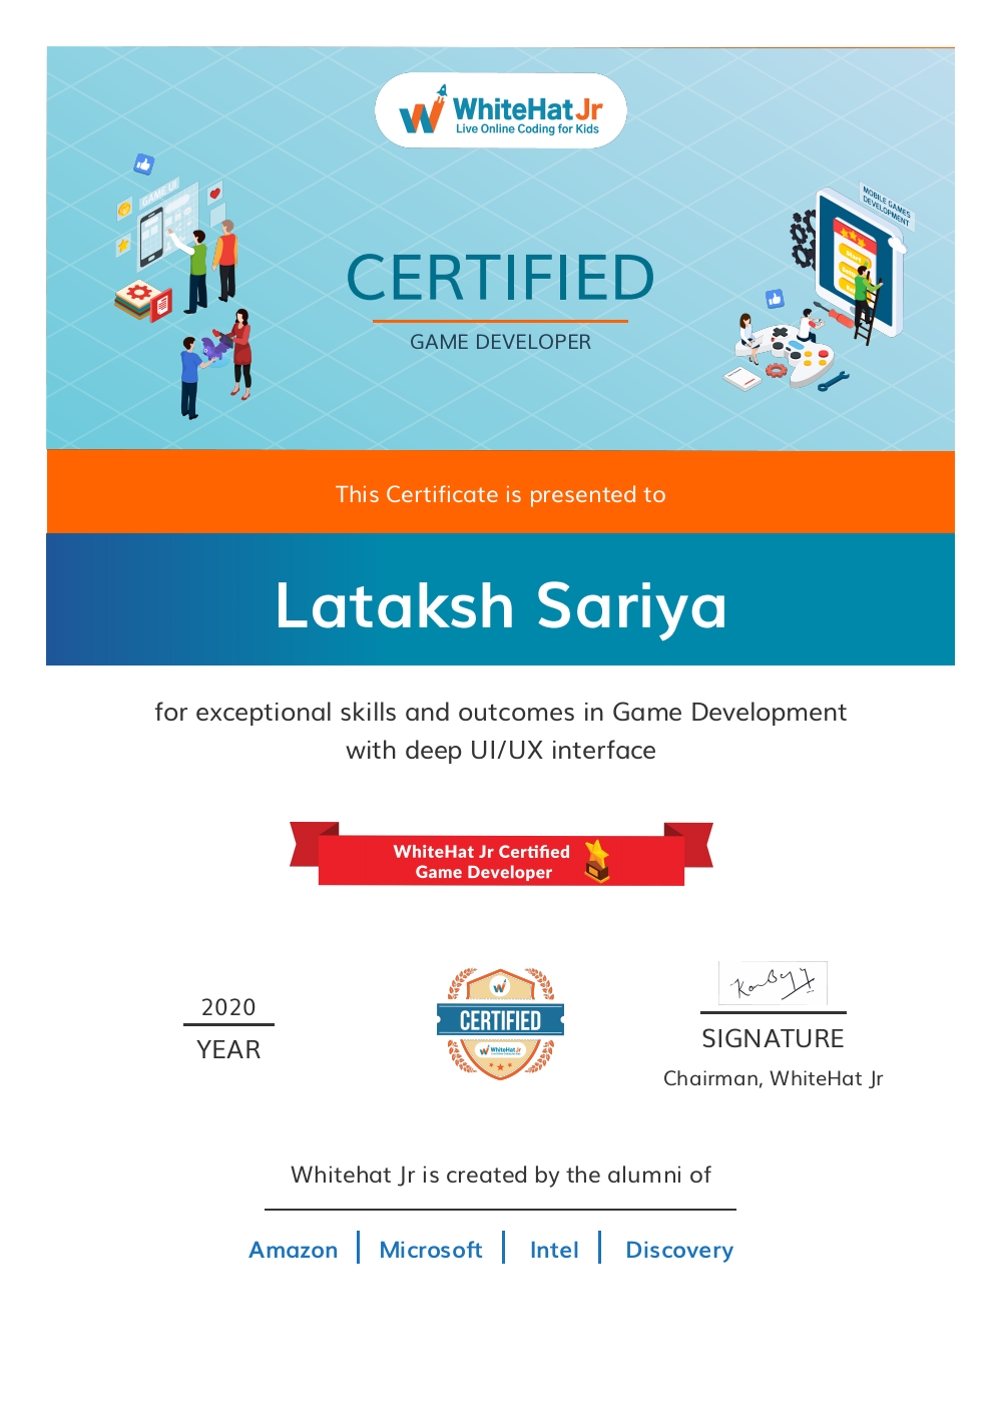 WhiteHat Jr
Live Online Coding for Kids
GAME UI
MOBILE GAMES
DEVELOPMENT
CERTIFIED
GAME DEVELOPER
This Certificate is presented to
Lataksh Sariya
for exceptional skills and outcomes in Game Development
with deep UI/UX interface
WhiteHat Jr Certified
Game Developer
2020
YEAR
CERTIFIED
WhiteHat Jr
SIGNATURE
Chairman, WhiteHat Jr
Whitehat Jr is created by the alumni of
Amazon | Microsoft | Intel | Discovery